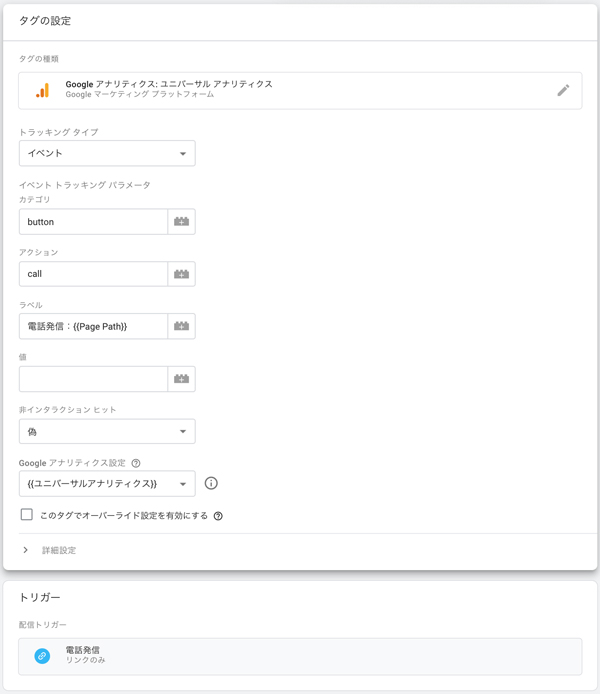 タグの設定
タグの種類
Google アナリティクス: ユニバーサル アナリティクス
Google マーケティング プラットフォーム
トラッキング タイプ
イベント
イベント トラッキング パラメータ
カテゴリ
button
アクション
call
ラベル
電話発信：{{Page Path}}
値
非インタラクション ヒット
偽
Google アナリティクス設定
{{ユニバーサルアナリティクス}}
このタグでオーバーライド設定を有効にする
詳細設定
トリガー
配信トリガー
電話発信
リンクのみ